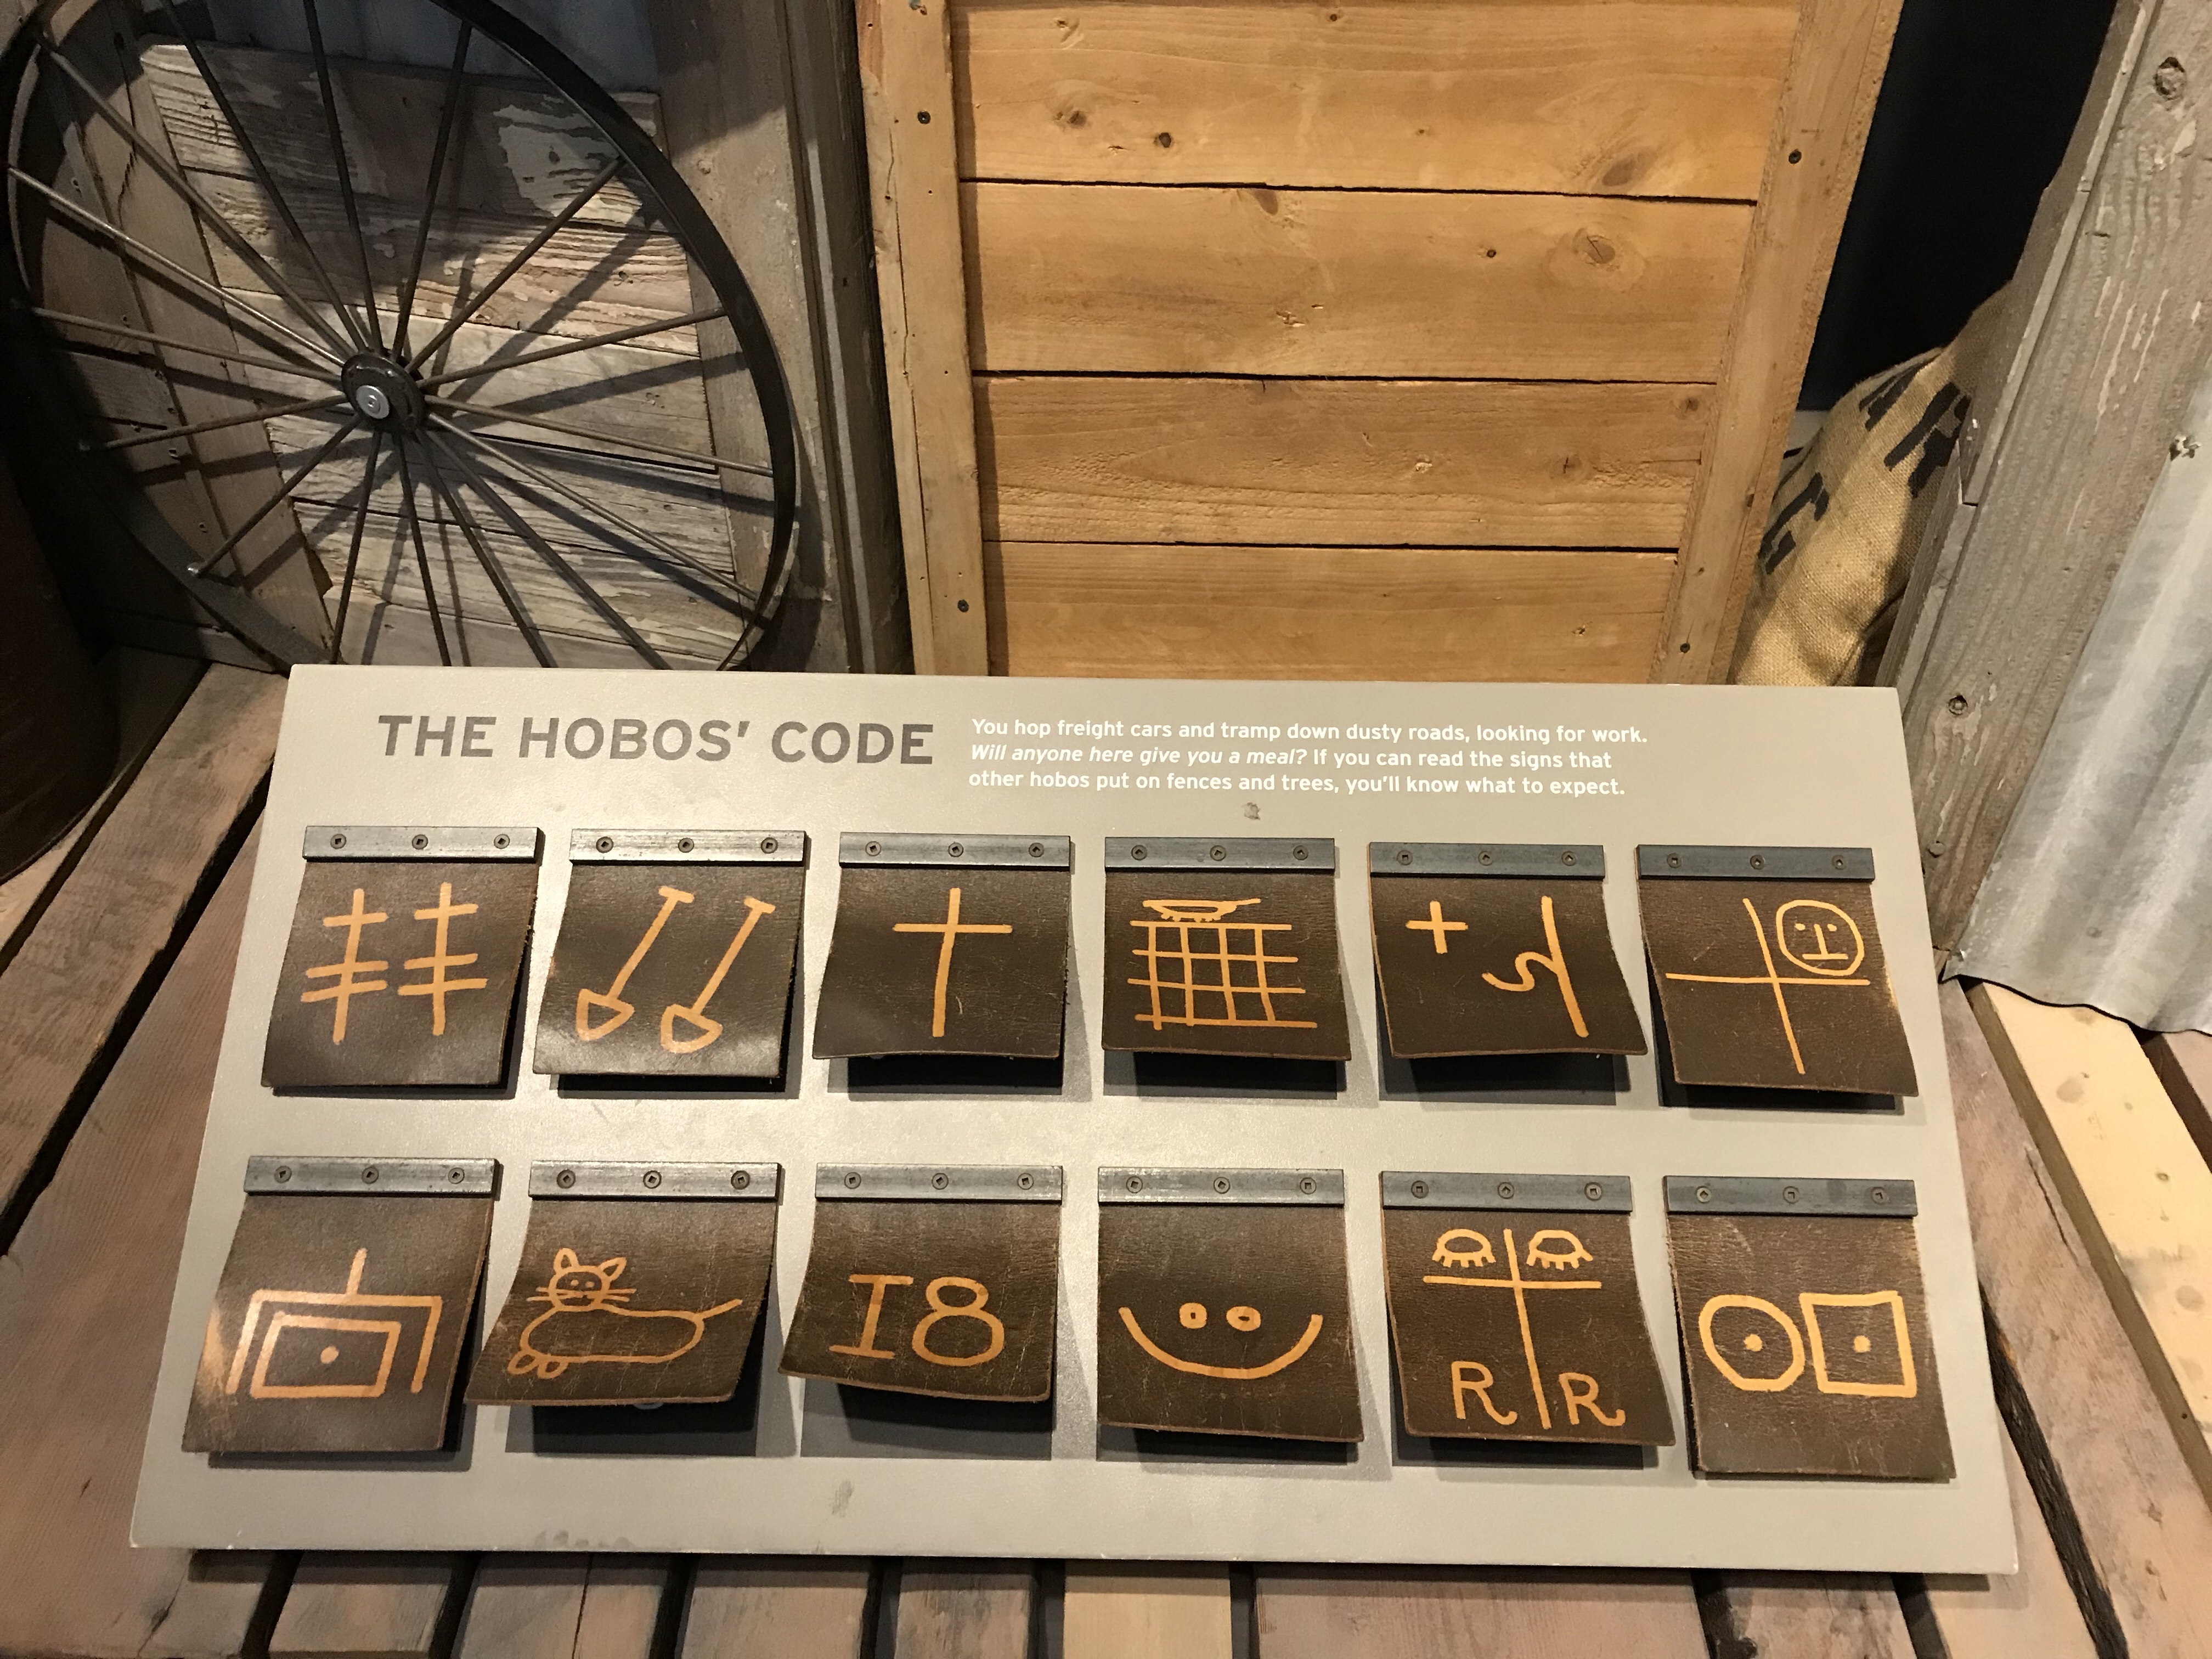 THE HOBOS' CODE
You hop freight cars and tramp down dusty roads, looking for work.
Will anyone here give you a meal? If you can read the signs that
other hobos put on fences and trees, you'll know what to expect.
I8
R R